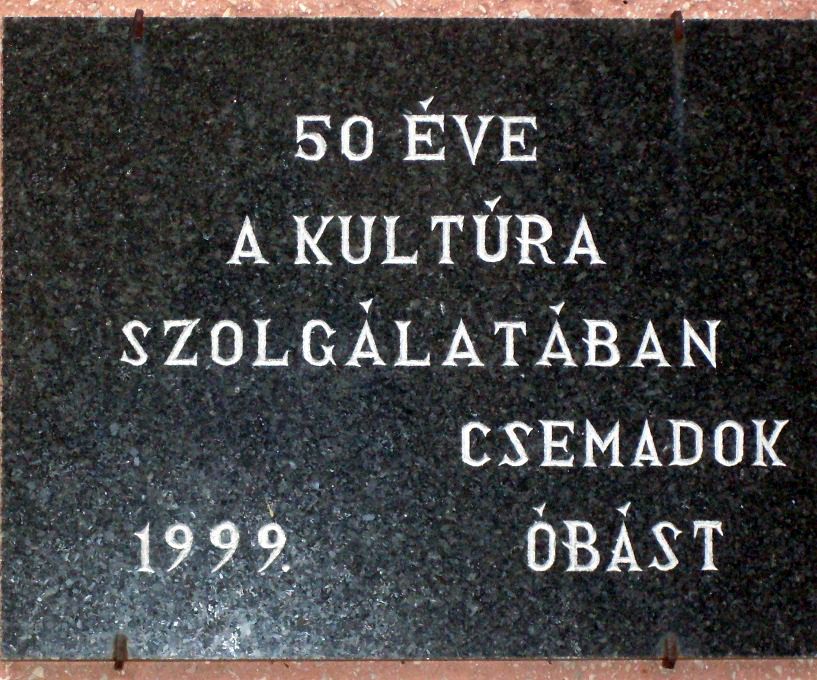 50 ÉVE
A KULTÚRA
SZOLGÁLATÁBAN
CSEMADOK
1999. ÓBÁST